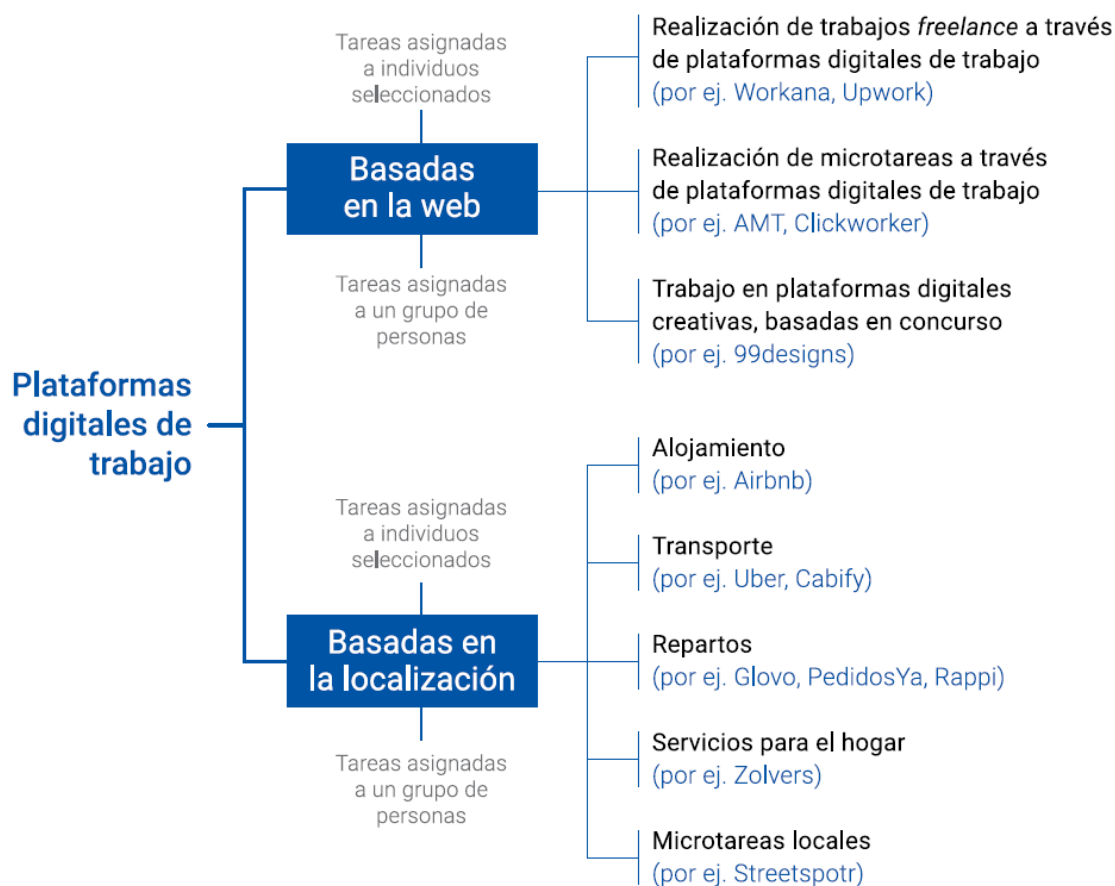 Plataformas
digitales de
trabajo
Tareas asignadas
a individuos
seleccionados
Basadas
en la web
Tareas asignadas
a un grupo de
personas
Realización de trabajos freelance a través
de plataformas digitales de trabajo
(por ej. Workana, Upwork)
Realización de microtareas a través
de plataformas digitales de trabajo
(por ej. AMT, Clickworker)
Trabajo en plataformas digitales
creativas, basadas en concurso
(por ej. 99designs)
Tareas asignadas
a individuos
seleccionados
Basadas en
la localización
Tareas asignadas
a un grupo de
personas
Alojamiento
(por ej. Airbnb)
Transporte
(por ej. Uber, Cabify)
Repartos
(por ej. Glovo, PedidosYa, Rappi)
Servicios para el hogar
(por ej. Zolvers)
Microtareas locales
(por ej. Streetspotr)